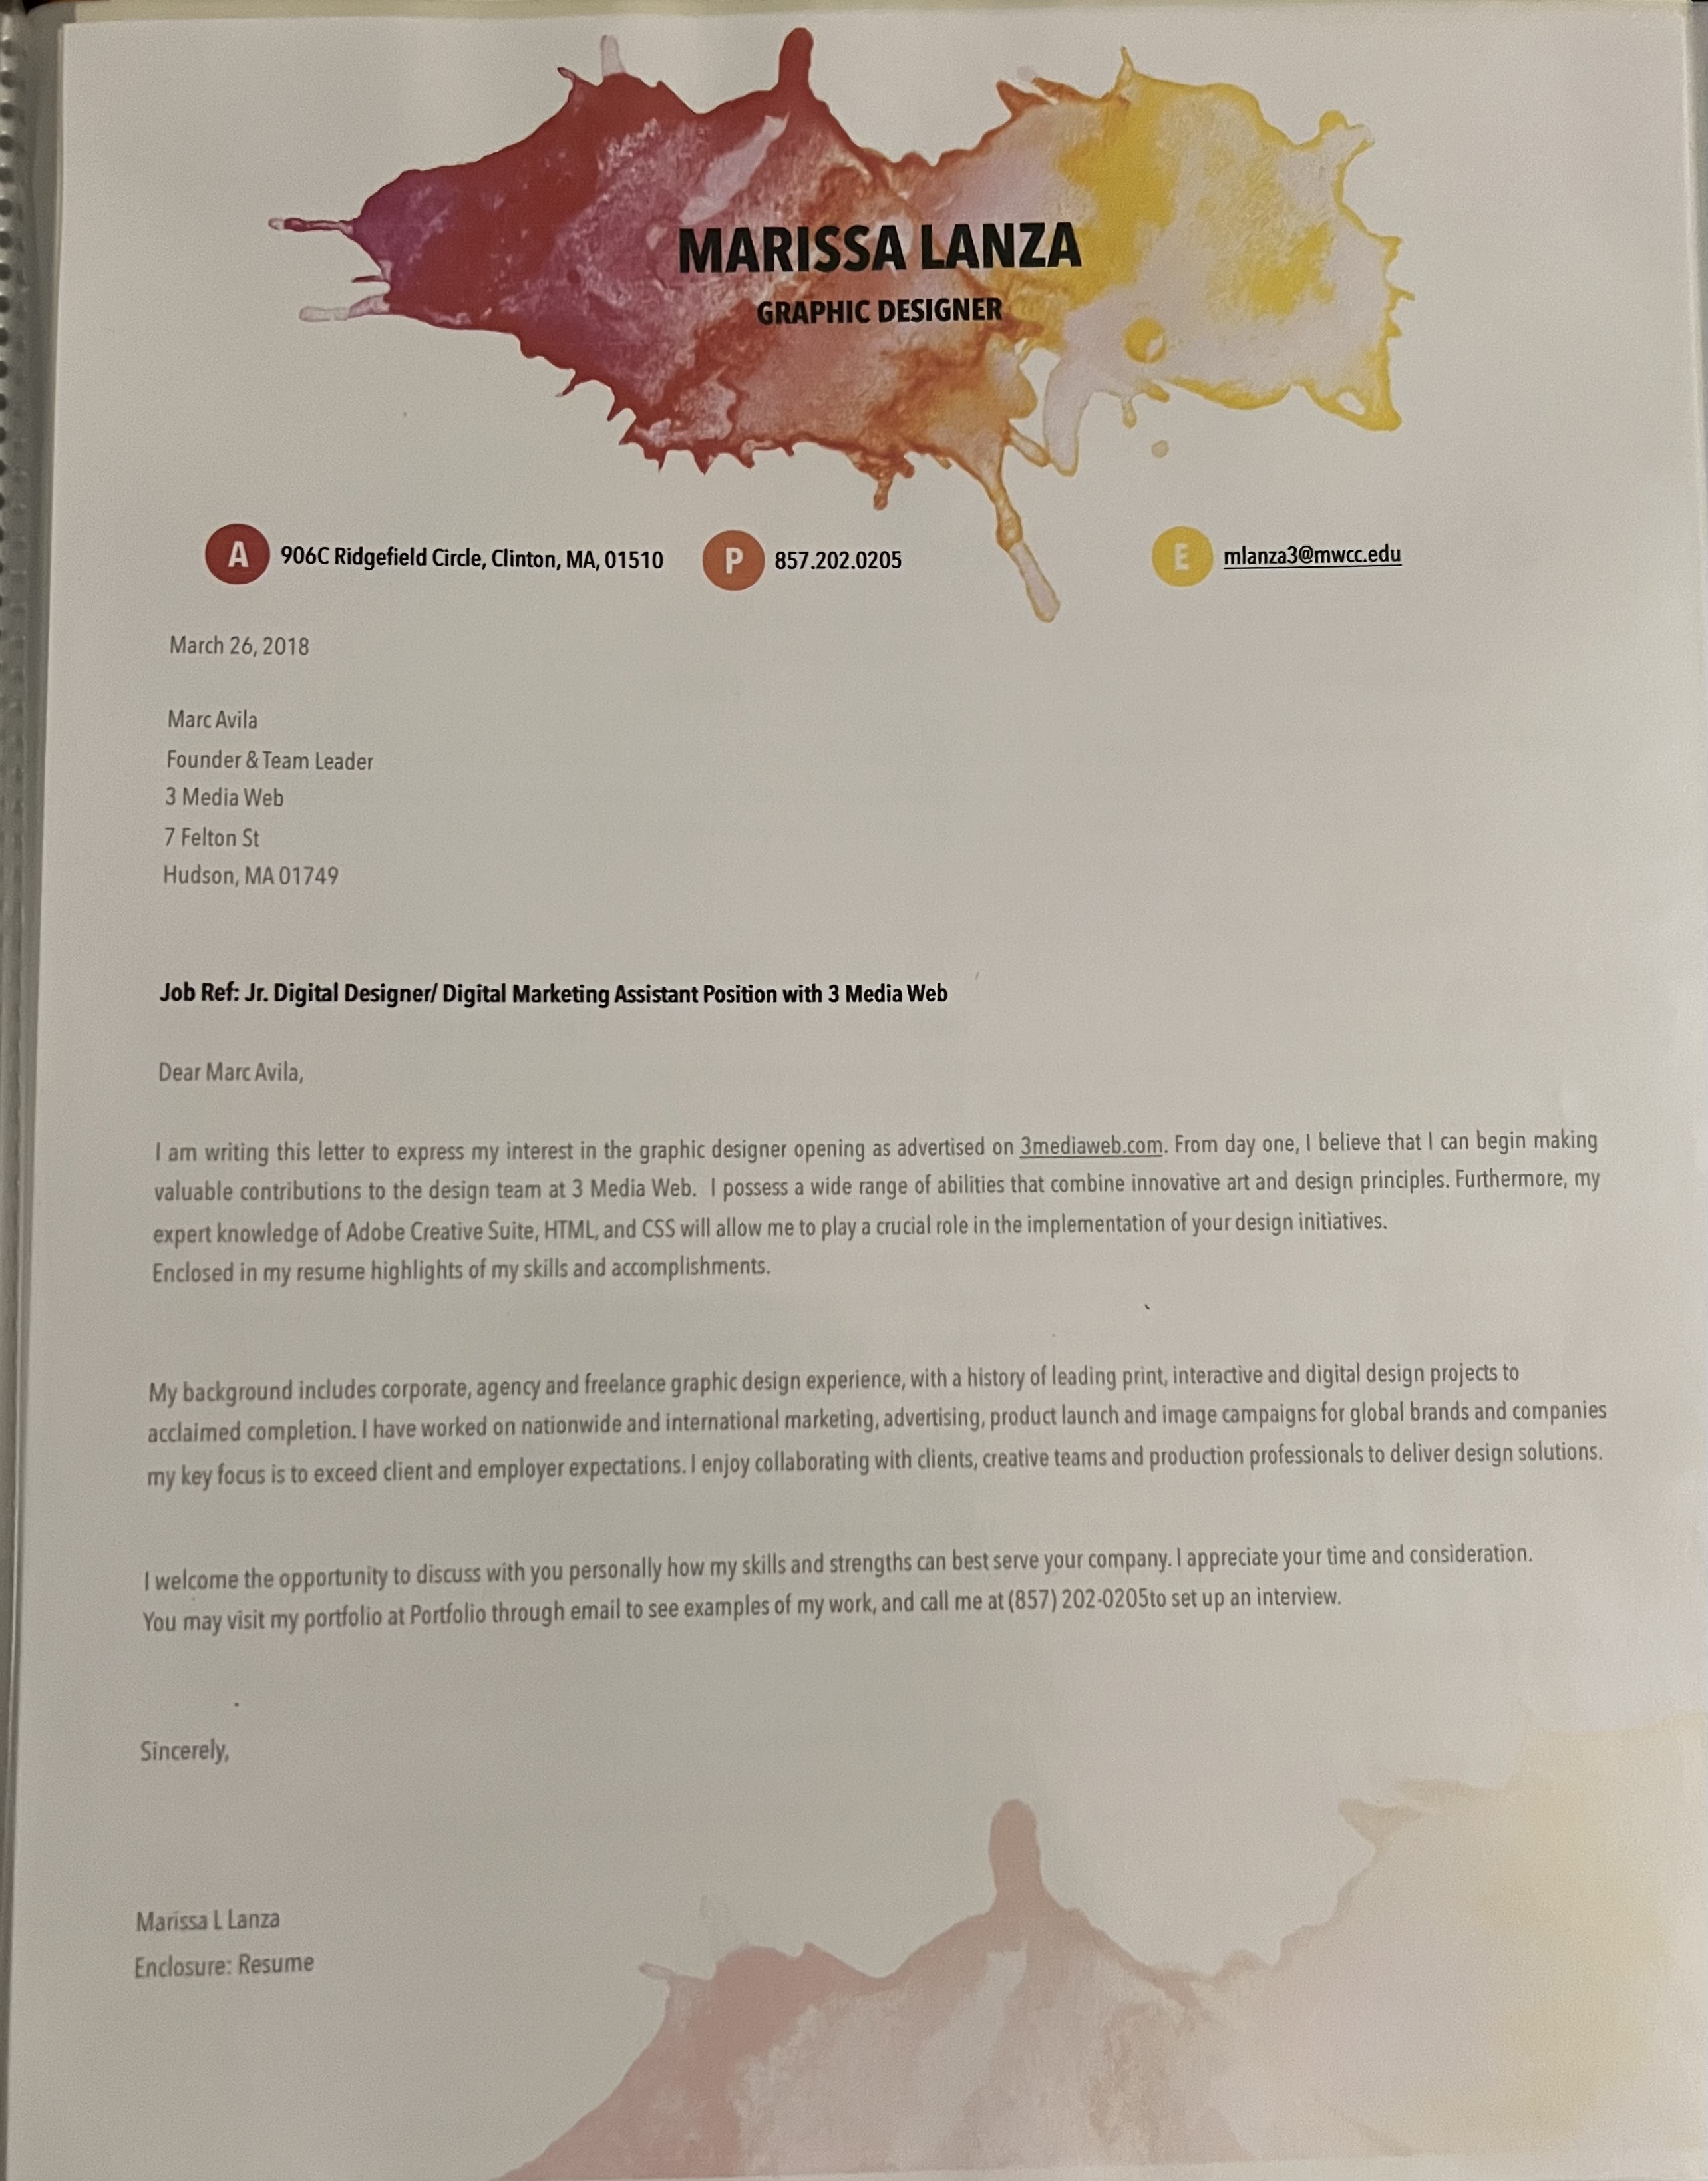 MARISSA LANZA
GRAPHIC DESIGNER
A 906C Ridgefield Circle, Clinton, MA, 01510 P 857.202.0205 E mlanza3@mwcc.edu
March 26, 2018
Marc Avila
Founder & Team Leader
3 Media Web
7 Felton St
Hudson, MA 01749
Job Ref: Jr. Digital Designer/ Digital Marketing Assistant Position with 3 Media Web
Dear Marc Avila,
I am writing this letter to express my interest in the graphic designer opening as advertised on 3mediaweb.com. From day one, I believe that I can begin making
valuable contributions to the design team at 3 Media Web. I possess a wide range of abilities that combine innovative art and design principles. Furthermore, my
expert knowledge of Adobe Creative Suite, HTML, and CSS will allow me to play a crucial role in the implementation of your design initiatives.
Enclosed in my resume highlights of my skills and accomplishments.
My background includes corporate, agency and freelance graphic design experience, with a history of leading print, interactive and digital design projects to
acclaimed completion. I have worked on nationwide and international marketing, advertising, product launch and image campaigns for global brands and companies
my key focus is to exceed client and employer expectations. I enjoy collaborating with clients, creative teams and production professionals to deliver design solutions.
I welcome the opportunity to discuss with you personally how my skills and strengths can best serve your company. I appreciate your time and consideration.
You may visit my portfolio at Portfolio through email to see examples of my work, and call me at (857) 202-0205to set up an interview.
Sincerely,
Marissa L Lanza
Enclosure: Resume